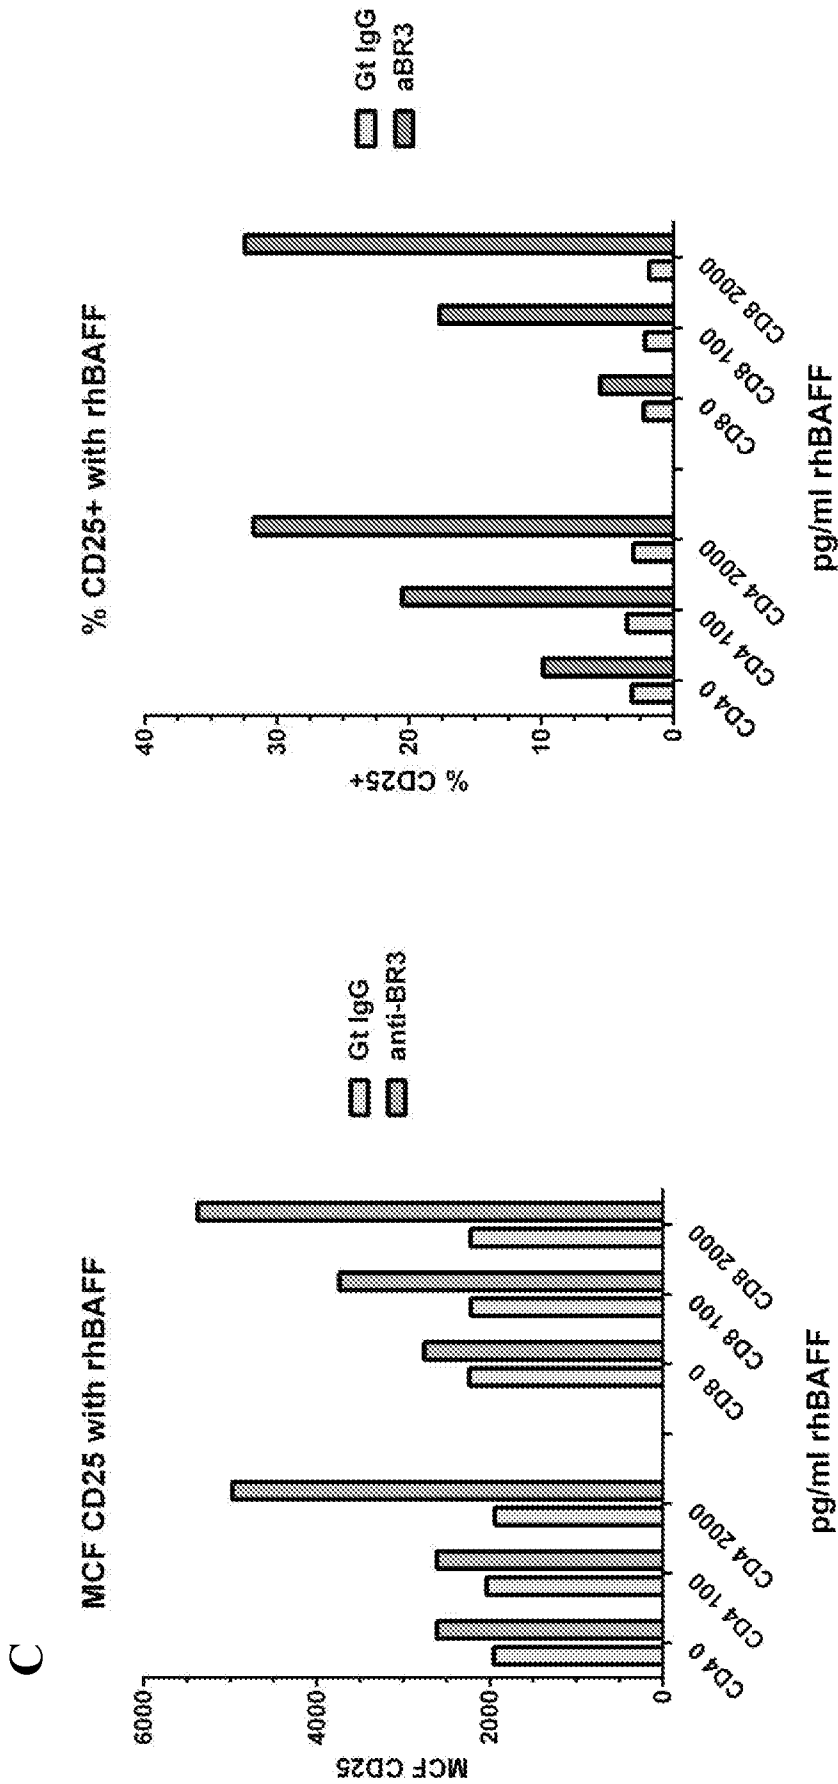 C
MCF CD25 with rhBAFF
MCF CD25
6000
4000
2000
0
CD4 0
CD4 100
CD4 2000
CD8 0
CD8 100
CD8 2000
pg/ml rhBAFF
Gt IgG
anti-BR3
% CD25+ with rhBAFF
% CD25+
40
30
20
10
0
CD4 0
CD4 100
CD4 2000
CD8 0
CD8 100
CD8 2000
pg/ml rhBAFF
Gt IgG
aBR3